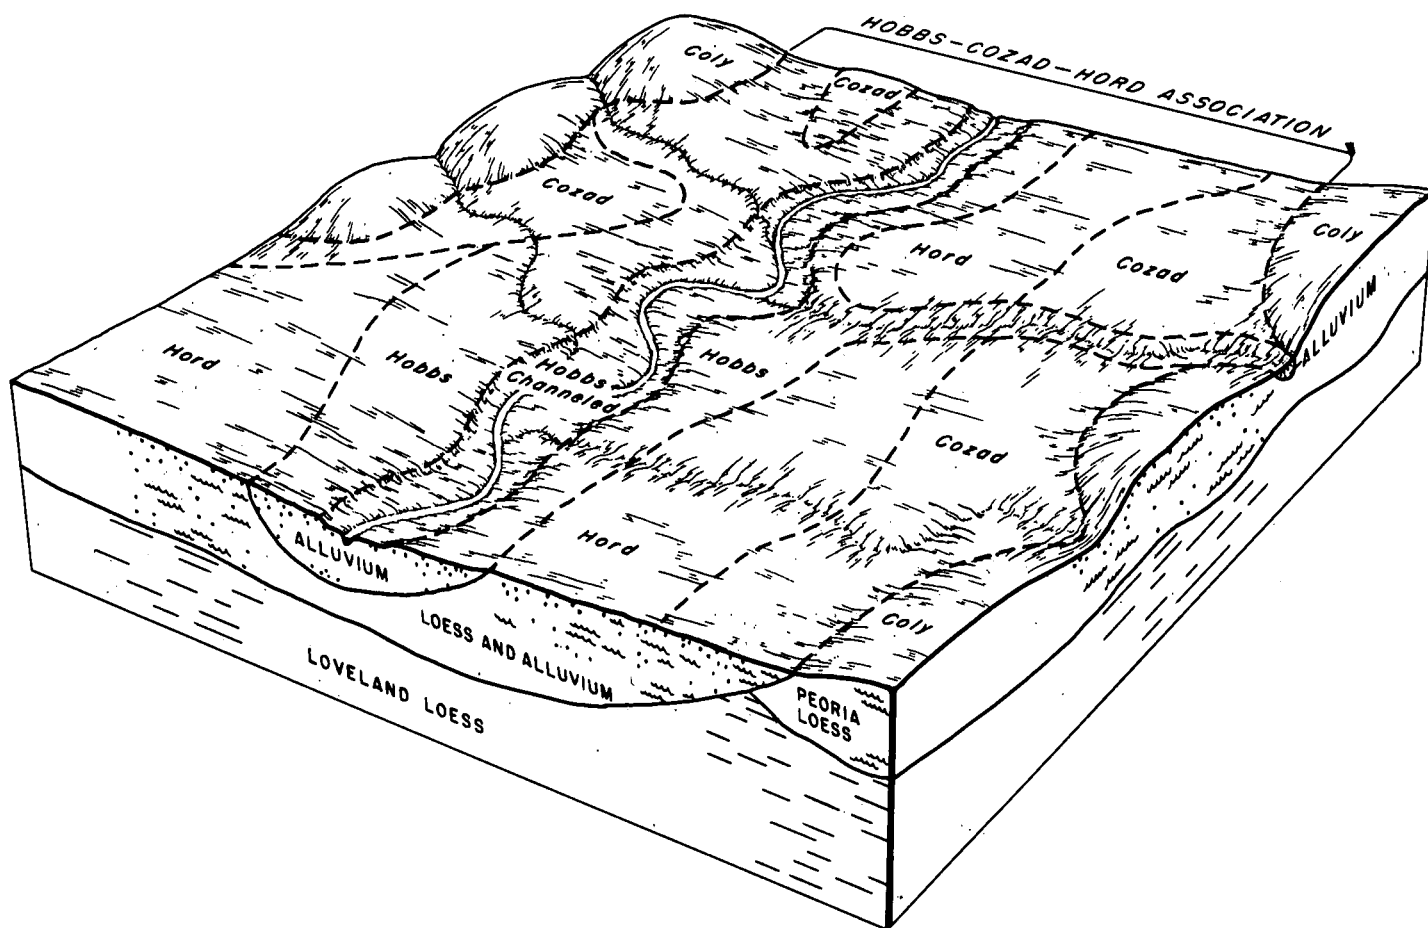 HOBBS-COZAD-HORD ASSOCIATION
Coly
Cozad
Cozad
Coly
Hord
Cozad
ALLUVIUM
Hord
Hobbs
Hobbs
Channeled
Hobbs
Cozad
Hord
Coly
ALLUVIUM
LOESS AND ALLUVIUM
LOVELAND LOESS
PEORIA
LOESS